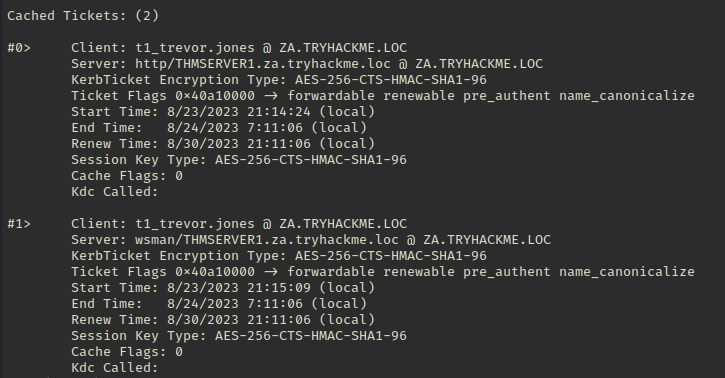 Cached Tickets: (2)
#0> Client: t1_trevor.jones @ ZA.TRYHACKME.LOC
Server: http/THMSERVER1.za.tryhackme.loc @ ZA.TRYHACKME.LOC
KerbTicket Encryption Type: AES-256-CTS-HMAC-SHA1-96
Ticket Flags 0×40a10000 → forwardable renewable pre_authent name_canonicalize
Start Time: 8/23/2023 21:14:24 (local)
End Time: 8/24/2023 7:11:06 (local)
Renew Time: 8/30/2023 21:11:06 (local)
Session Key Type: AES-256-CTS-HMAC-SHA1-96
Cache Flags: 0
Kdc Called:
#1> Client: t1_trevor.jones @ ZA.TRYHACKME.LOC
Server: wsman/THMSERVER1.za.tryhackme.loc @ ZA.TRYHACKME.LOC
KerbTicket Encryption Type: AES-256-CTS-HMAC-SHA1-96
Ticket Flags 0×40a10000 → forwardable renewable pre_authent name_canonicalize
Start Time: 8/23/2023 21:15:09 (local)
End Time: 8/24/2023 7:11:06 (local)
Renew Time: 8/30/2023 21:11:06 (local)
Session Key Type: AES-256-CTS-HMAC-SHA1-96
Cache Flags: 0
Kdc Called: